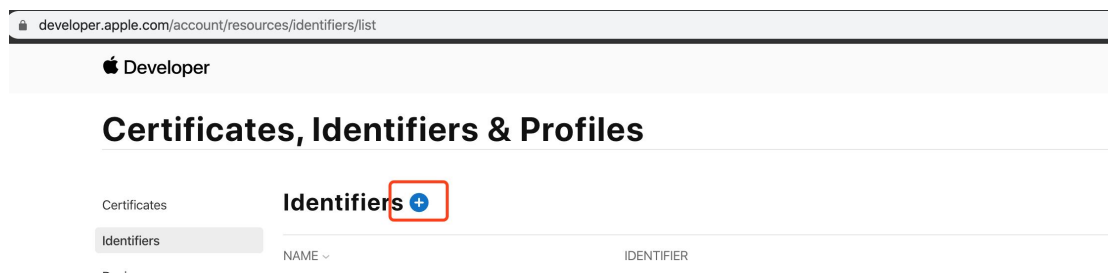 developer.apple.com/account/resources/identifiers/list
Developer
Certificates, Identifiers & Profiles
Certificates
Identifiers
Identifiers
NAME
IDENTIFIER